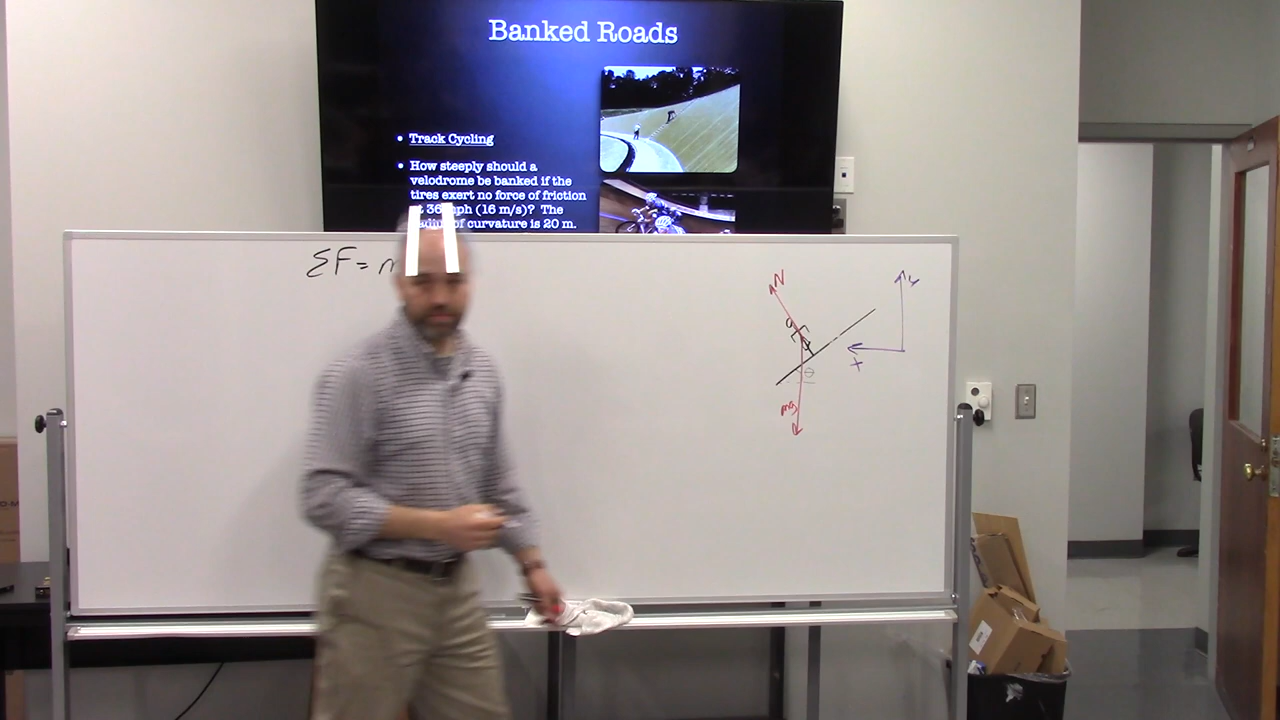 Banked Roads
• Track Cycling
• How steeply should a
velodrome be banked if the
tires exert no force of friction
mph (16 m/s)? The
of curvature is 20 m.
ΣF =
N
y
x
θ
θ
mg